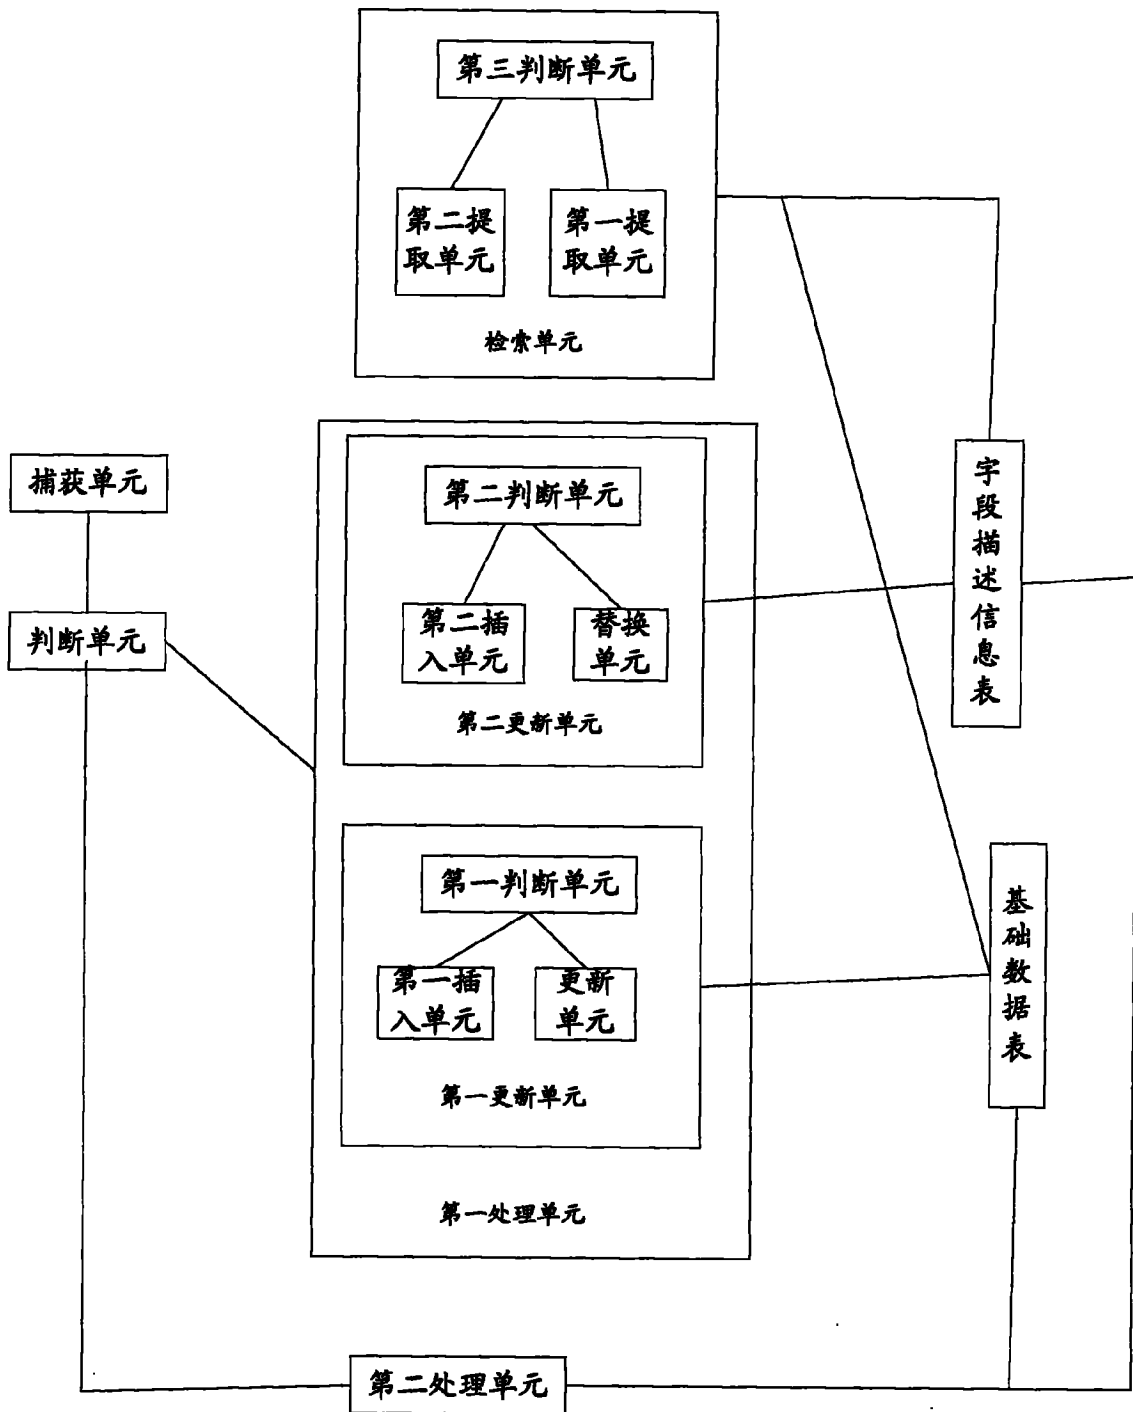 第三判断单元
第二提
取单元
第一提
取单元
检索单元
捕获单元
判断单元
第二判断单元
第二插
入单元
替换
单元
第二更新单元
第一判断单元
第一插
入单元
更新
单元
第一更新单元
第一处理单元
字段描述信息表
基础数据表
第二处理单元